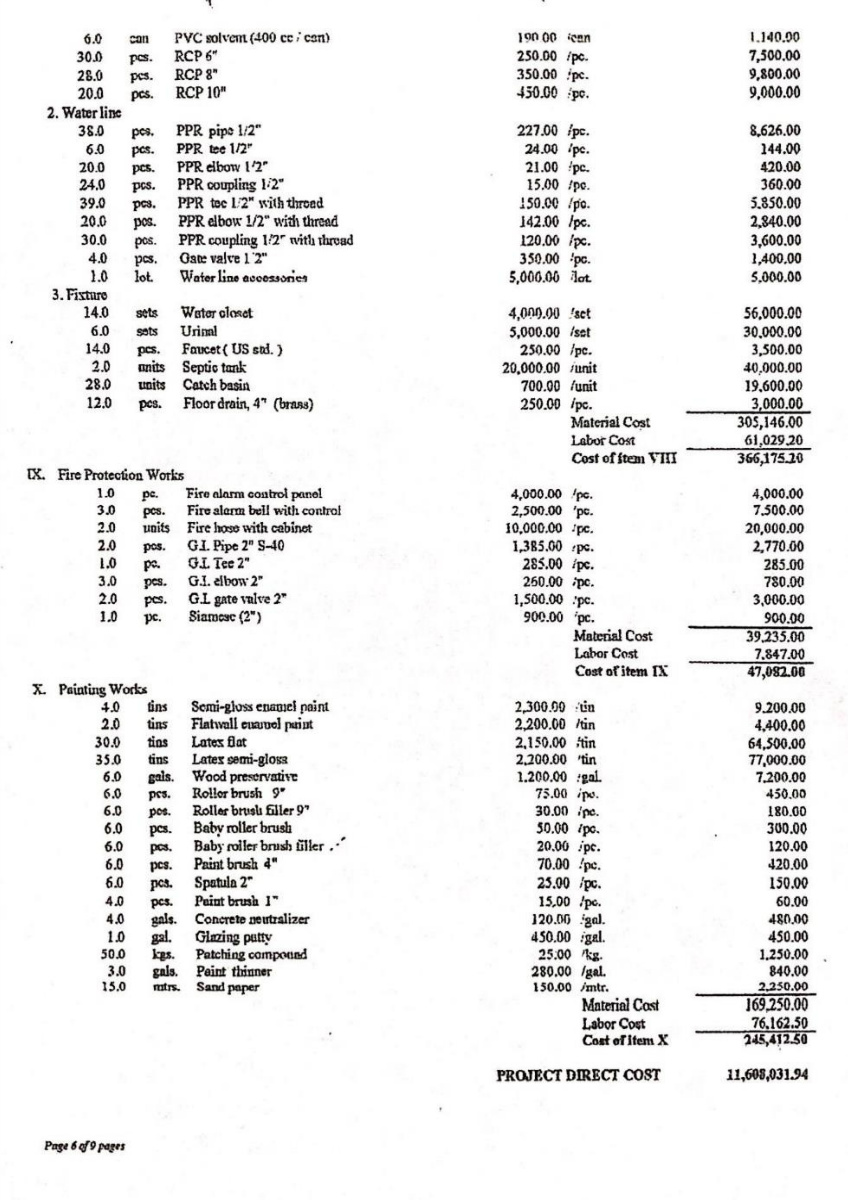 6.0 can PVC solvent (400 cc / can) 190.00 /can 1,140.00
30.0 pcs. RCP 6" 250.00 /pc. 7,500.00
28.0 pcs. RCP 8" 350.00 /pc. 9,800.00
20.0 pcs. RCP 10" 450.00 /pc. 9,000.00
2. Water line
38.0 pcs. PPR pipe 1/2" 227.00 /pc. 8,626.00
6.0 pcs. PPR tee 1/2" 24.00 /pc. 144.00
20.0 pcs. PPR elbow 1/2" 21.00 /pc. 420.00
24.0 pcs. PPR coupling 1/2" 15.00 /pc. 360.00
39.0 pcs. PPR tee 1/2" with thread 150.00 /pc. 5,850.00
20.0 pcs. PPR elbow 1/2" with thread 142.00 /pc. 2,840.00
30.0 pcs. PPR coupling 1/2" with thread 120.00 /pc. 3,600.00
4.0 pcs. Gate valve 1/2" 350.00 /pc. 1,400.00
1.0 lot. Water line accessories 5,000.00 /lot. 5,000.00
3. Fixture
14.0 sets Water closet 4,000.00 /set 56,000.00
6.0 sets Urinal 5,000.00 /set 30,000.00
14.0 pcs. Faucet ( US std. ) 250.00 /pc. 3,500.00
2.0 units Septic tank 20,000.00 /unit 40,000.00
28.0 units Catch basin 700.00 /unit 19,600.00
12.0 pcs. Floor drain, 4" (brass) 250.00 /pc. 3,000.00
Material Cost 305,146.00
Labor Cost 61,029.20
Cost of item VIII 366,175.20
IX. Fire Protection Works
1.0 pc. Fire alarm control panel 4,000.00 /pc. 4,000.00
3.0 pcs. Fire alarm bell with control 2,500.00 /pc. 7,500.00
2.0 units Fire hose with cabinet 10,000.00 /pc. 20,000.00
2.0 pcs. G.I. Pipe 2" S-40 1,385.00 /pc. 2,770.00
1.0 pc. G.I. Tee 2" 285.00 /pc. 285.00
3.0 pcs. G.I. elbow 2" 260.00 /pc. 780.00
2.0 pcs. G.I. gate valve 2" 1,500.00 /pc. 3,000.00
1.0 pc. Siamese (2") 900.00 /pc. 900.00
Material Cost 39,235.00
Labor Cost 7,847.00
Cost of item IX 47,082.00
X. Painting Works
4.0 tins Semi-gloss enamel paint 2,300.00 /tin 9,200.00
2.0 tins Flatwall enamel paint 2,200.00 /tin 4,400.00
30.0 tins Latex flat 2,150.00 /tin 64,500.00
35.0 tins Latex semi-gloss 2,200.00 /tin 77,000.00
6.0 gals. Wood preservative 1,200.00 /gal. 7,200.00
6.0 pcs. Roller brush 9" 75.00 /pc. 450.00
6.0 pcs. Roller brush filler 9" 30.00 /pc. 180.00
6.0 pcs. Baby roller brush 50.00 /pc. 300.00
6.0 pcs. Baby roller brush filler 20.00 /pc. 120.00
6.0 pcs. Paint brush 4" 70.00 /pc. 420.00
6.0 pcs. Spatula 2" 25.00 /pc. 150.00
4.0 pcs. Paint brush 1" 15.00 /pc. 60.00
4.0 gals. Concrete neutralizer 120.00 /gal. 480.00
1.0 gal. Glazing putty 450.00 /gal. 450.00
50.0 kgs. Patching compound 25.00 /kg. 1,250.00
3.0 gals. Paint thinner 280.00 /gal. 840.00
15.0 mtrs. Sand paper 150.00 /mtr. 2,250.00
Material Cost 169,250.00
Labor Cost 76,162.50
Cost of Item X 245,412.50
PROJECT DIRECT COST 11,608,031.94
Page 6 of 9 pages